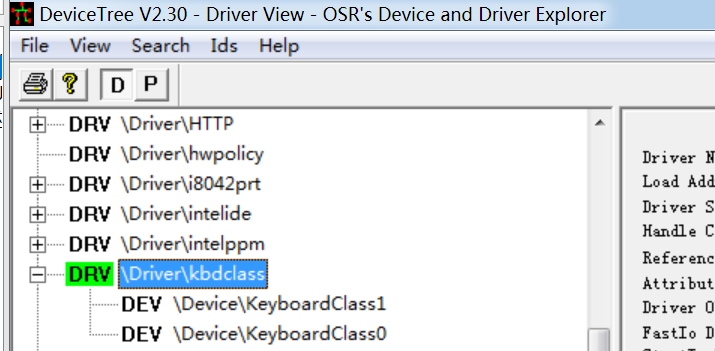 DeviceTree V2.30 - Driver View - OSR's Device and Driver Explorer
File View Search Ids Help
D P
DRV \Driver\HTTP
DRV \Driver\hwpolicy
DRV \Driver\i8042prt
DRV \Driver\intelide
DRV \Driver\intelppm
DRV \Driver\kbdclass
DEV \Device\KeyboardClass1
DEV \Device\KeyboardClass0
Driver N
Load Add
Driver S
Handle C
Referenc
Attribut
Driver O
FastIo D